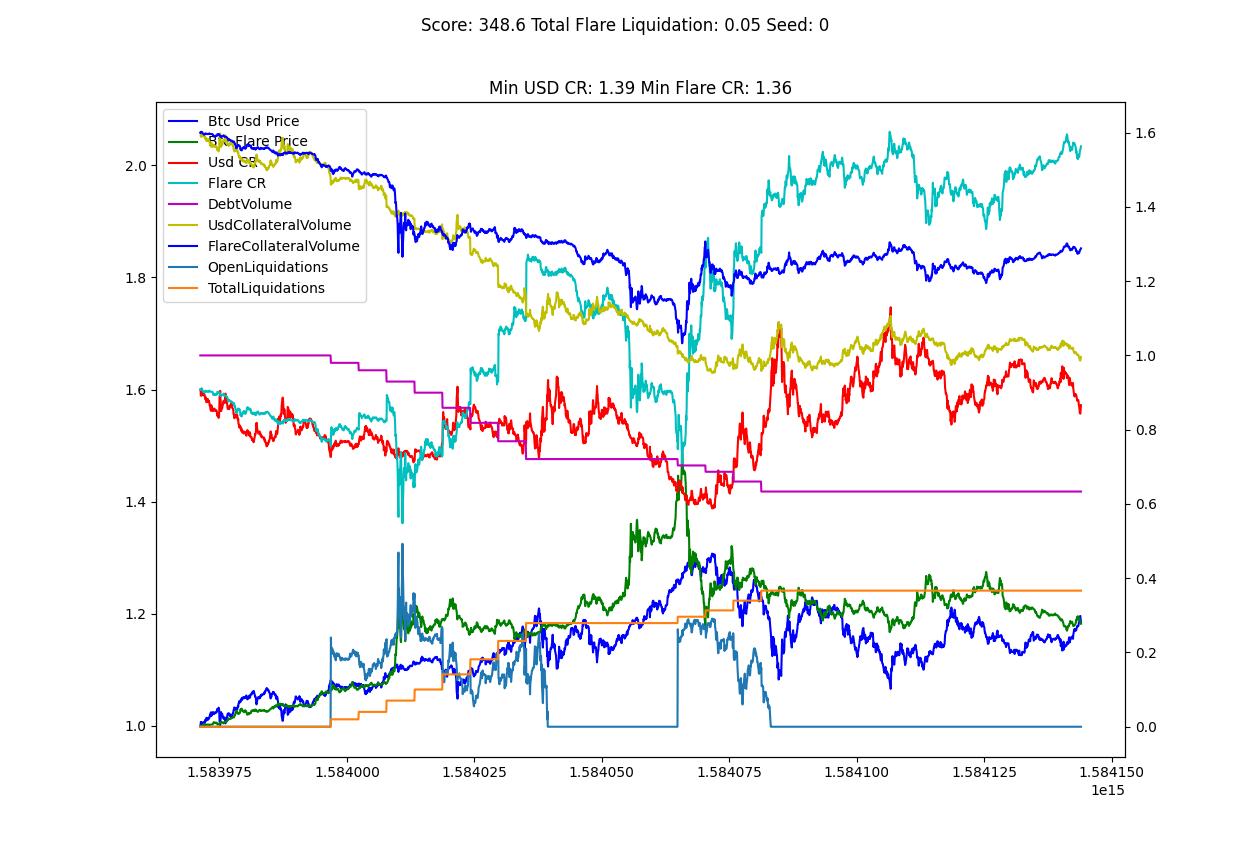 Score: 348.6 Total Flare Liquidation: 0.05 Seed: 0
Min USD CR: 1.39 Min Flare CR: 1.36
Btc Usd Price
Btc Flare Price
Usd CR
Flare CR
DebtVolume
UsdCollateralVolume
FlareCollateralVolume
OpenLiquidations
TotalLiquidations
2.0
1.8
1.6
1.4
1.2
1.0
1.6
1.4
1.2
1.0
0.8
0.6
0.4
0.2
0.0
1.583975 1.584000 1.584025 1.584050 1.584075 1.584100 1.584125 1.584150
1e15